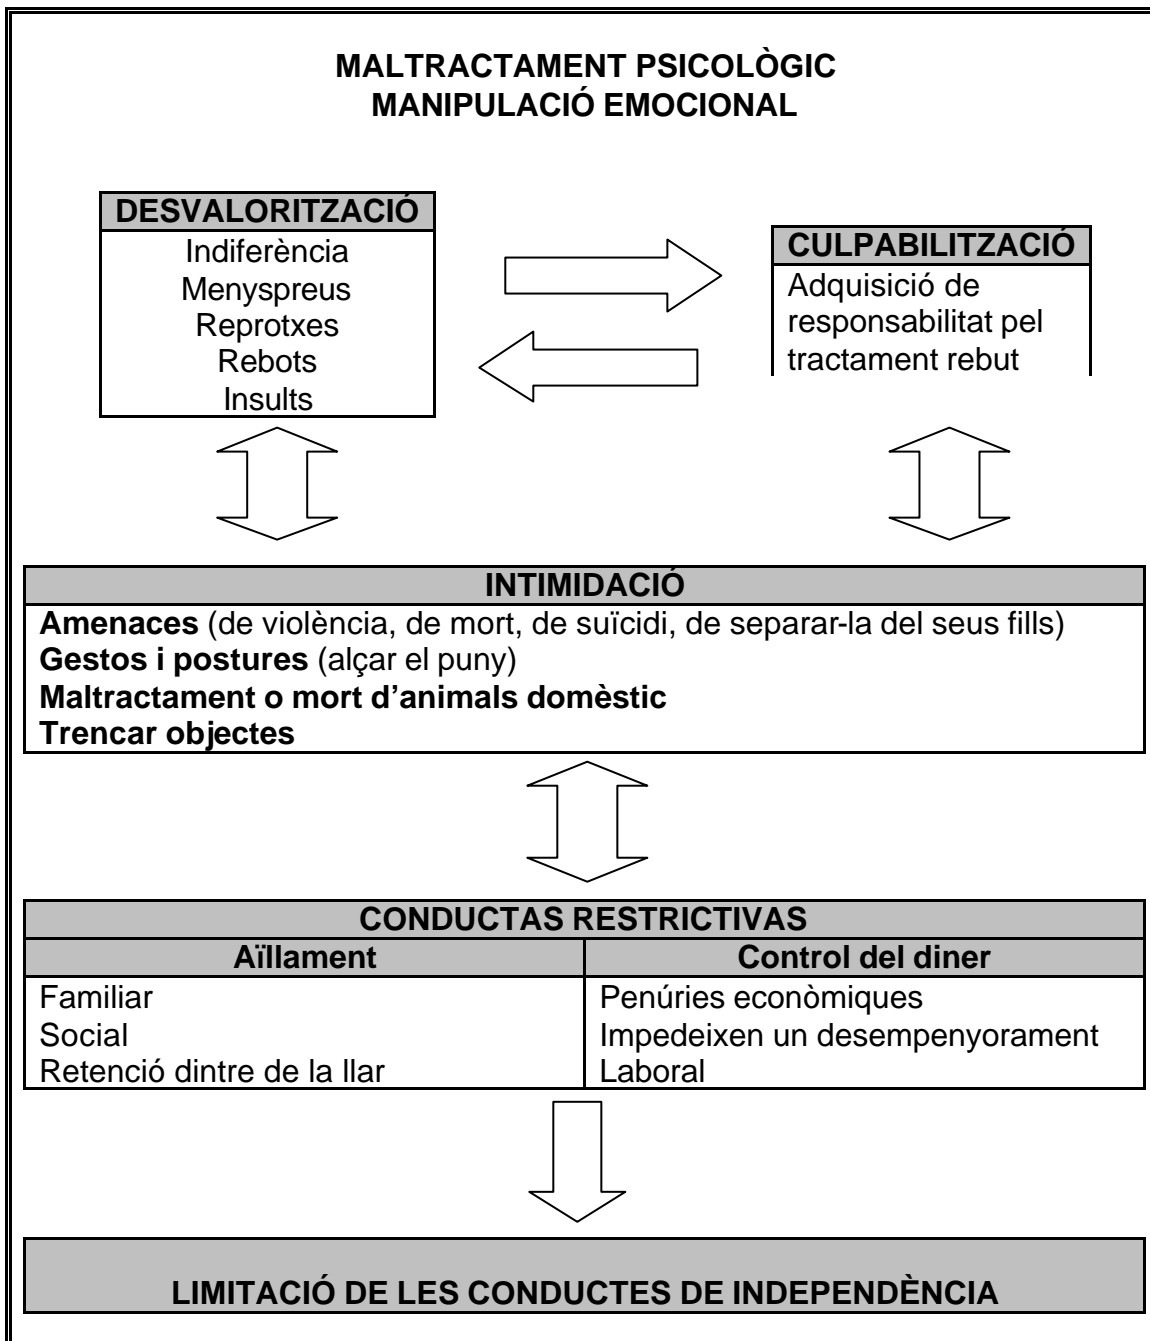 MALTRACTAMENT PSICOLÒGIC
MANIPULACIÓ EMOCIONAL
DESVALORITZACIÓ
Indiferència
Menyspreus
Reprotxes
Rebots
Insults
CULPABILITZACIÓ
Adquisició de
responsabilitat pel
tractament rebut
INTIMIDACIÓ
Amenaces (de violència, de mort, de suïcidi, de separar-la del seus fills)
Gestos i postures (alçar el puny)
Maltractament o mort d'animals domèstic
Trencar objectes
CONDUCTAS RESTRICTIVAS
Aïllament
Familiar
Social
Retenció dintre de la llar
Control del diner
Penúries econòmiques
Impedeixen un desempenyorament
Laboral
LIMITACIÓ DE LES CONDUCTES DE INDEPENDÈNCIA